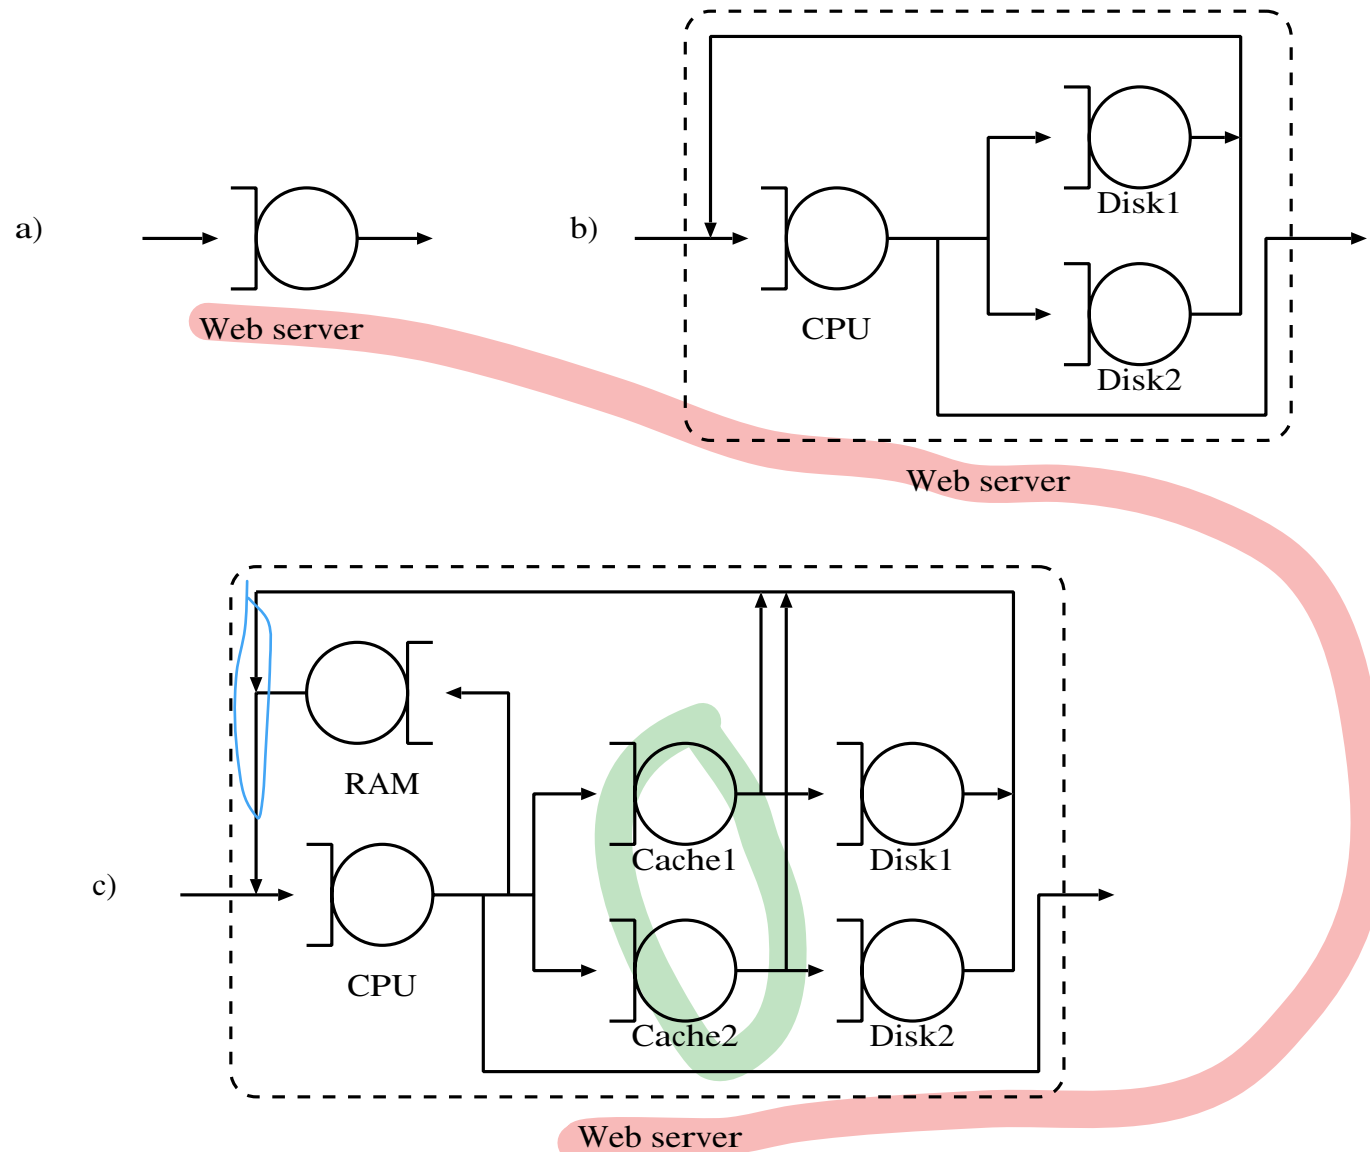 a)
Web server
b)
CPU
Disk1
Disk2
Web server
c)
RAM
CPU
Cache1
Disk1
Cache2
Disk2
Web server